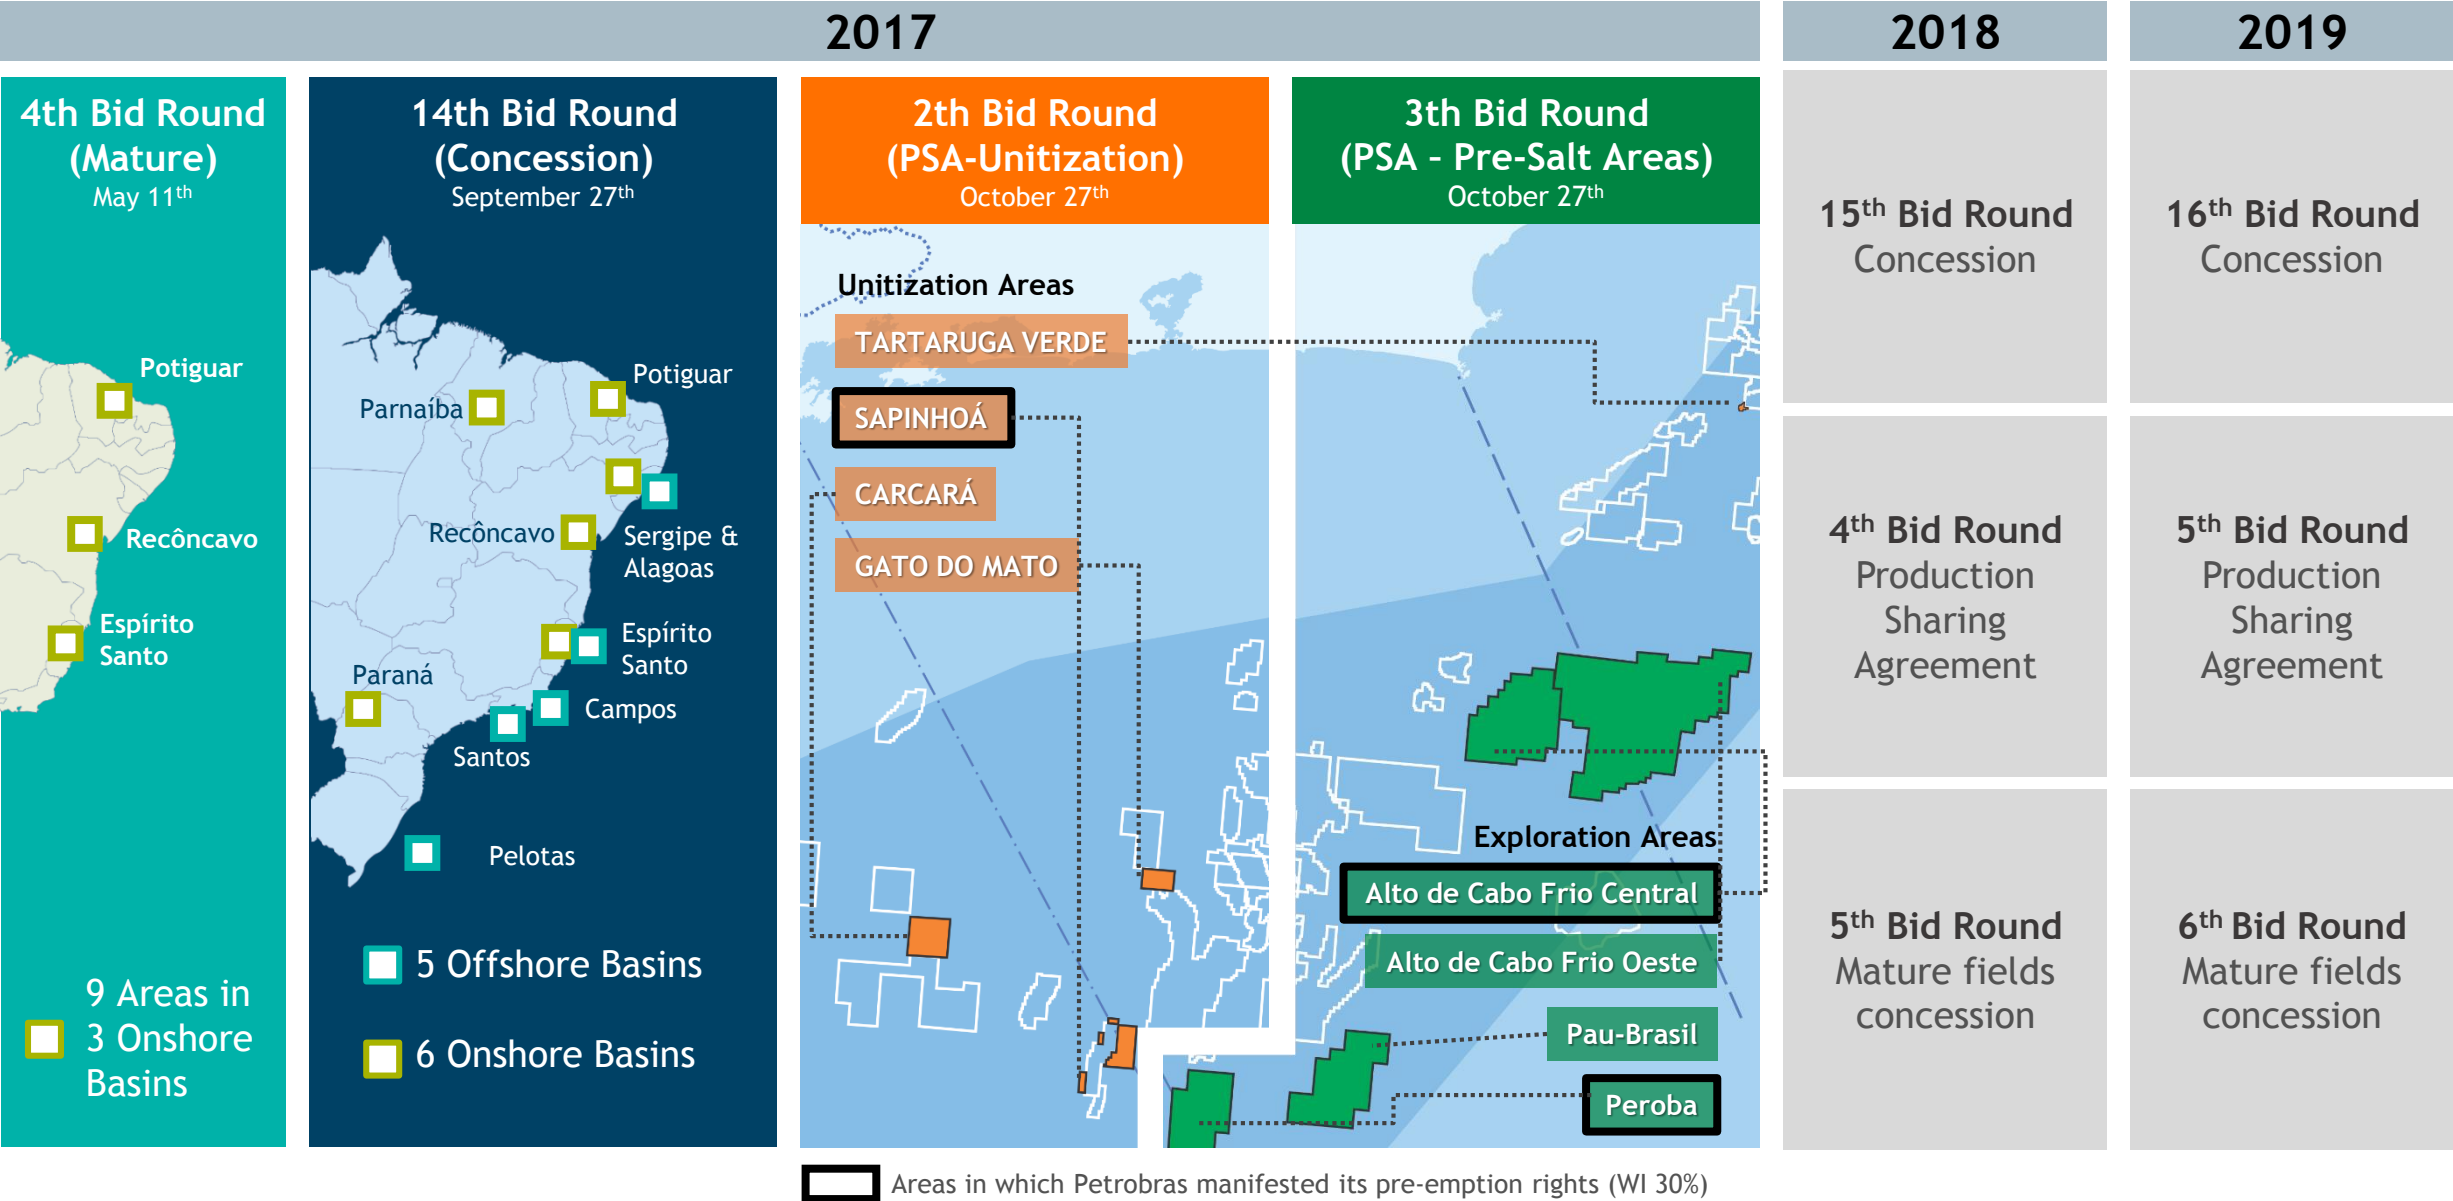 2017
2018
2019
4th Bid Round
(Mature)
May 11th
Potiguar
Recôncavo
Espírito
Santo
9 Areas in
3 Onshore
Basins
14th Bid Round
(Concession)
September 27th
Potiguar
Parnaíba
Recôncavo
Sergipe &
Alagoas
Espírito
Santo
Paraná
Campos
Santos
Pelotas
5 Offshore Basins
6 Onshore Basins
2th Bid Round
(PSA-Unitization)
October 27th
Unitization Areas
TARTARUGA VERDE
SAPINHOÁ
CARCARÁ
GATO DO MATO
3th Bid Round
(PSA – Pre-Salt Areas)
October 27th
Exploration Areas
Alto de Cabo Frio Central
Alto de Cabo Frio Oeste
Pau-Brasil
Peroba
Areas in which Petrobras manifested its pre-emption rights (WI 30%)
15th Bid Round
Concession
4th Bid Round
Production
Sharing
Agreement
5th Bid Round
Mature fields
concession
16th Bid Round
Concession
5th Bid Round
Production
Sharing
Agreement
6th Bid Round
Mature fields
concession